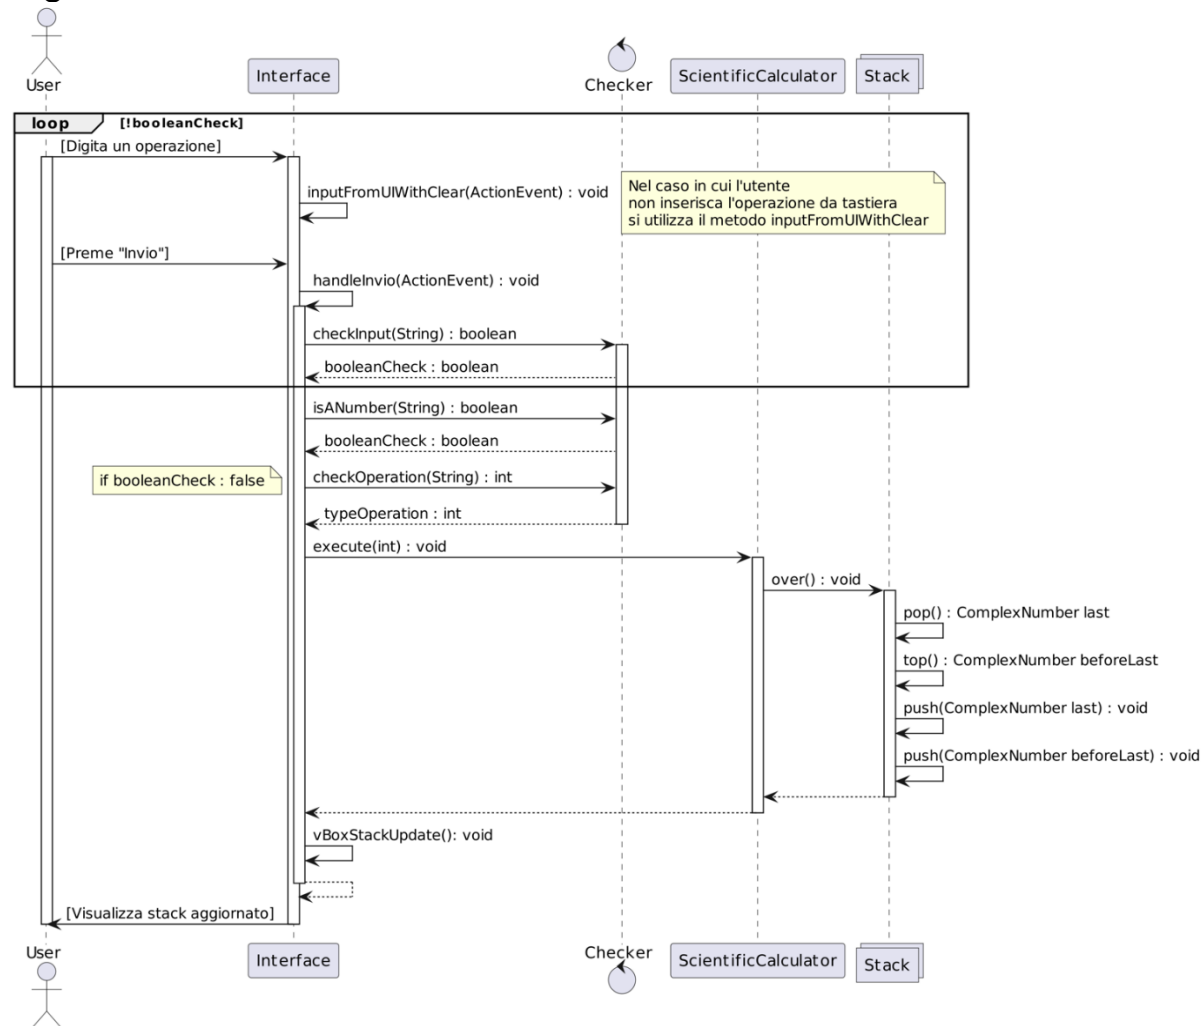 User
Interface
Checker
ScientificCalculator
Stack
loop
[!booleanCheck]
[Digita un operazione]
inputFromUIWithClear(ActionEvent) : void
Nel caso in cui l'utente
non inserisca l'operazione da tastiera
si utilizza il metodo inputFromUIWithClear
[Preme "Invio"]
handleInvio(ActionEvent) : void
checkInput(String) : boolean
booleanCheck : boolean
isANumber(String) : boolean
booleanCheck : boolean
if booleanCheck : false
checkOperation(String) : int
typeOperation : int
execute(int) : void
over() : void
pop() : ComplexNumber last
top() : ComplexNumber beforeLast
push(ComplexNumber last) : void
push(ComplexNumber beforeLast) : void
vBoxStackUpdate(): void
[Visualizza stack aggiornato]
User
Interface
Checker
ScientificCalculator
Stack